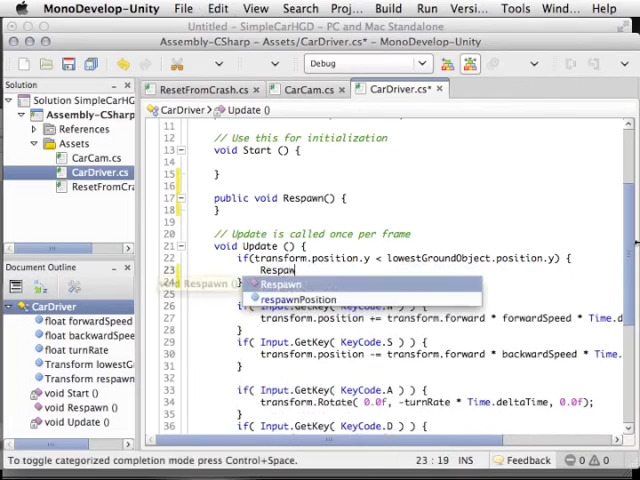 MonoDevelop-Unity File Edit View Search Project Build Run Versi... Tools Wind... Help
Untitled - SimpleCarHGD - PC and Mac Standalone
Assembly-CSharp - Assets/CarDriver.cs* - MonoDevelop-Unity
Debug
Solution
Solution SimpleCarHG
Assembly-CSharp
References
Assets
CarCam.cs
CarDriver.cs
ResetFromCra
Document Outline
CarDriver
float forwardSpeed
float backwardSpeed
float turnRate
Transform lowestG
Transform respawn
void Start ()
void Respawn ()
void Update ()
ResetFromCrash.cs
CarCam.cs
CarDriver.cs*
CarDriver Update ()
11
12 // Use this for initialization
13 void Start () {
14
15 }
16
17 public void Respawn() {
18 }
19
20 // Update is called once per frame
21 void Update () {
22 if(transform.position.y < lowestGroundObject.position.y) {
23 Respaw
void Respawn ()
Respawn
respawnPosition
27 transform.position += transform.forward * forwardSpeed * Time.d
28 }
29 if( Input.GetKey( KeyCode.S ) ) {
30 transform.position -= transform.forward * backwardSpeed * Time.
31 }
32
33 if( Input.GetKey( KeyCode.A ) ) {
34 transform.Rotate( 0.0f, -turnRate * Time.deltaTime, 0.0f);
35 }
36 if( Input.GetKey( KeyCode.D ) ) {
To toggle categorized completion mode press Control+Space.
23 : 19 INS Feedback Errors